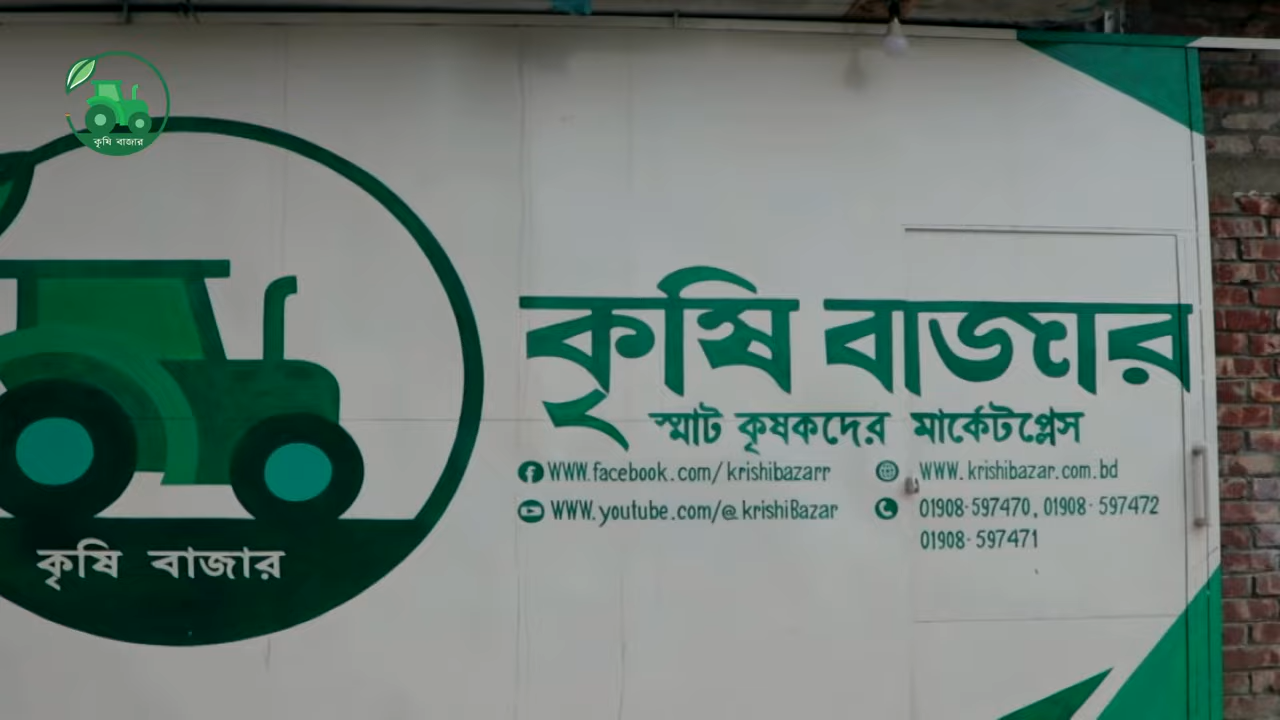 কৃষি বাজার
কৃষি বাজার
স্মাট কৃষকদের মার্কেটপ্লেস
WWW.facebook.com/krishibazarr
WWW.youtube.com/@krishiBazar
WWW.krishibazar.com.bd
01908-597470, 01908-597472
01908-597471
কৃষি বাজার